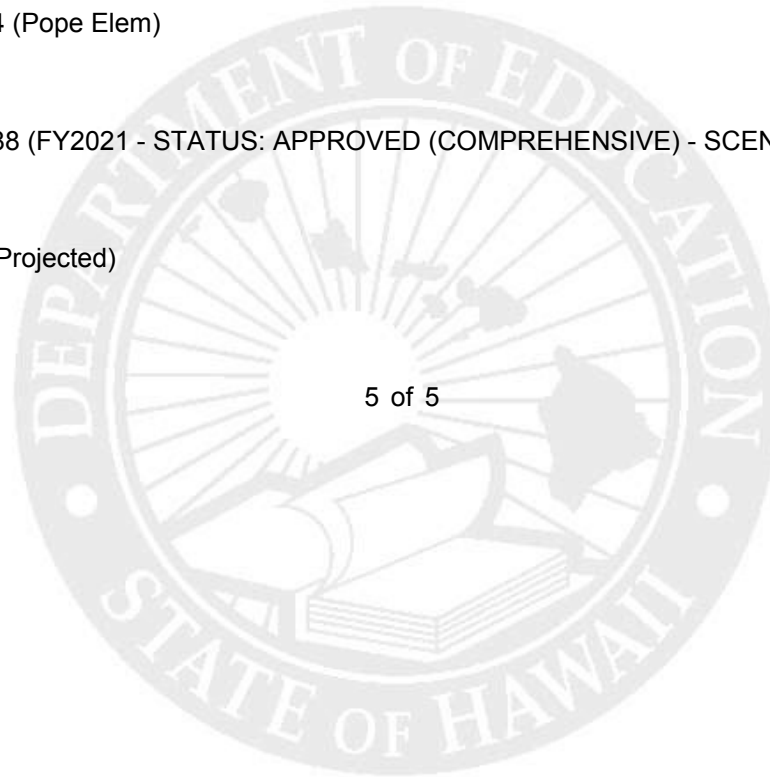 4 (Pope Elem)
38 (FY2021 - STATUS: APPROVED (COMPREHENSIVE) - SCEN
Projected)
5 of 5
DEPARTMENT OF EDUCATION
STATE OF HAWAII